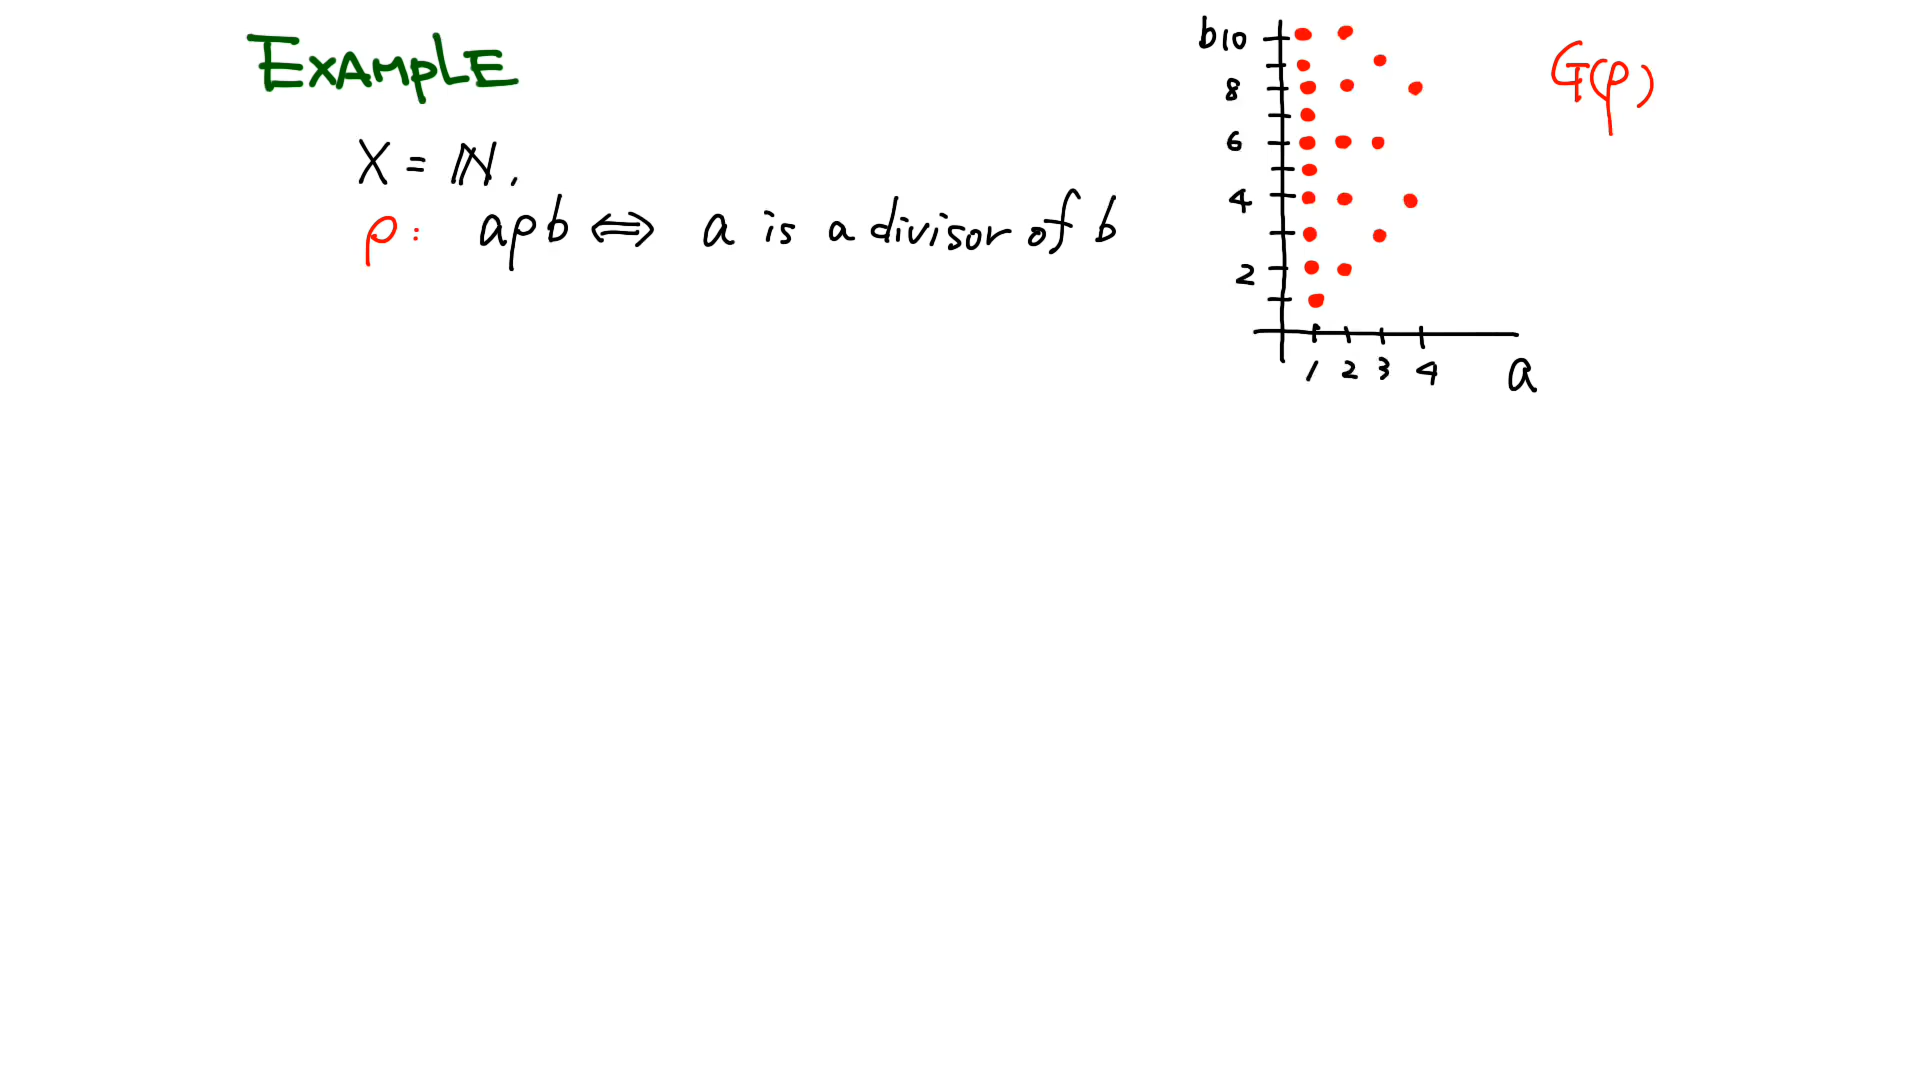 EXAMPLE
X = ℕ.
ρ: aρb ⟺ a is a divisor of b
b 10
8
6
4
2
1 2 3 4 a
G(ρ)